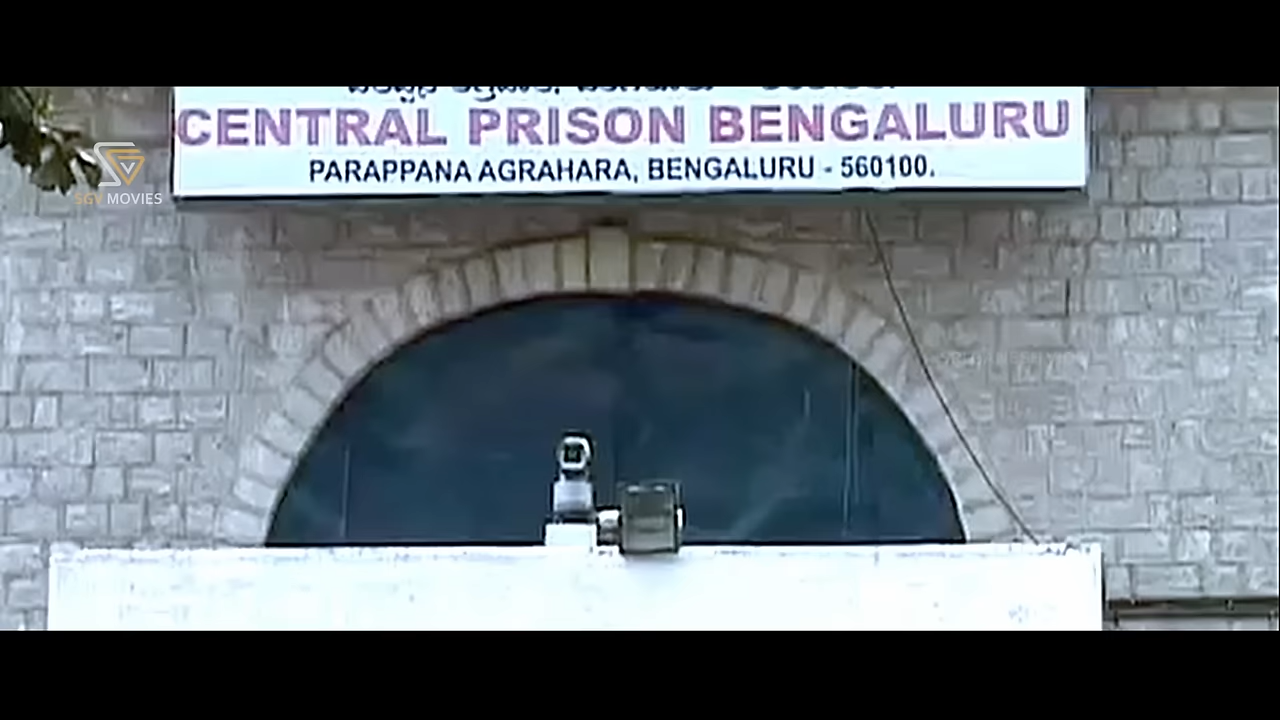 CENTRAL PRISON BENGALURU
PARAPPANA AGRAHARA, BENGALURU - 560100.
SGV MOVIES